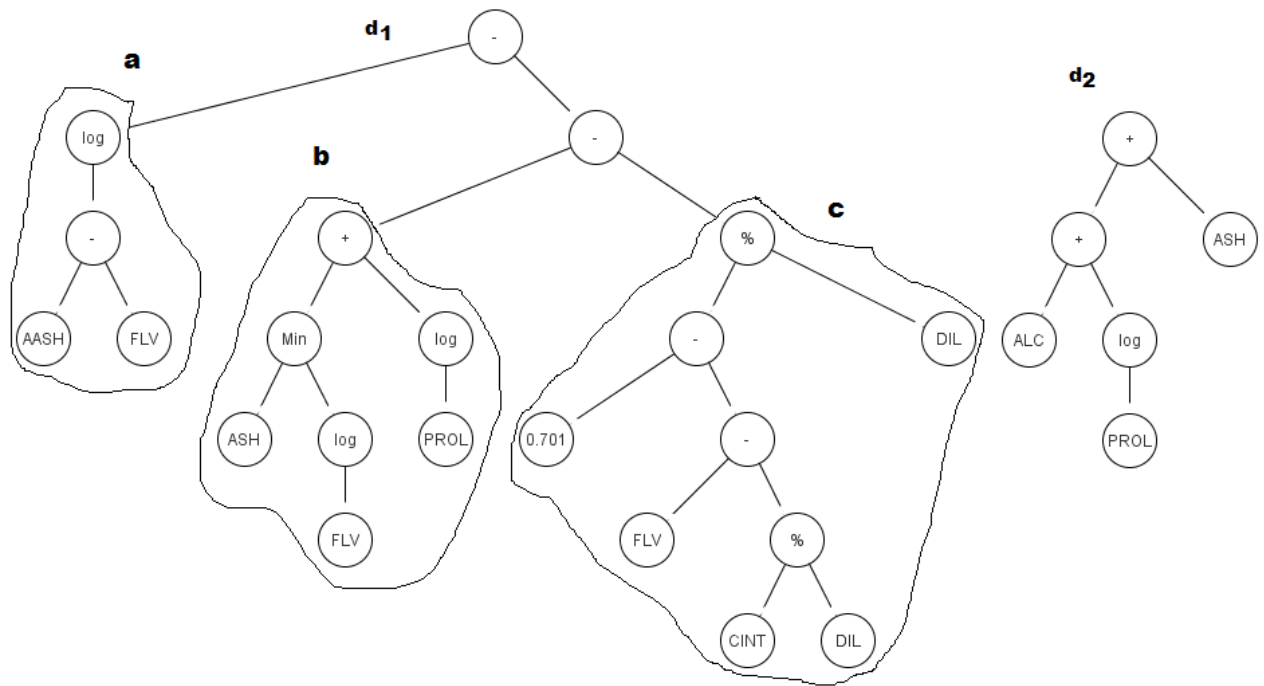 d1
-
a
d2
log
-
+
b
-
+
%
c
+
ASH
AASH
FLV
Min
log
-
DIL
ALC
log
ASH
log
PROL
0.701
-
PROL
FLV
FLV
%
CINT
DIL